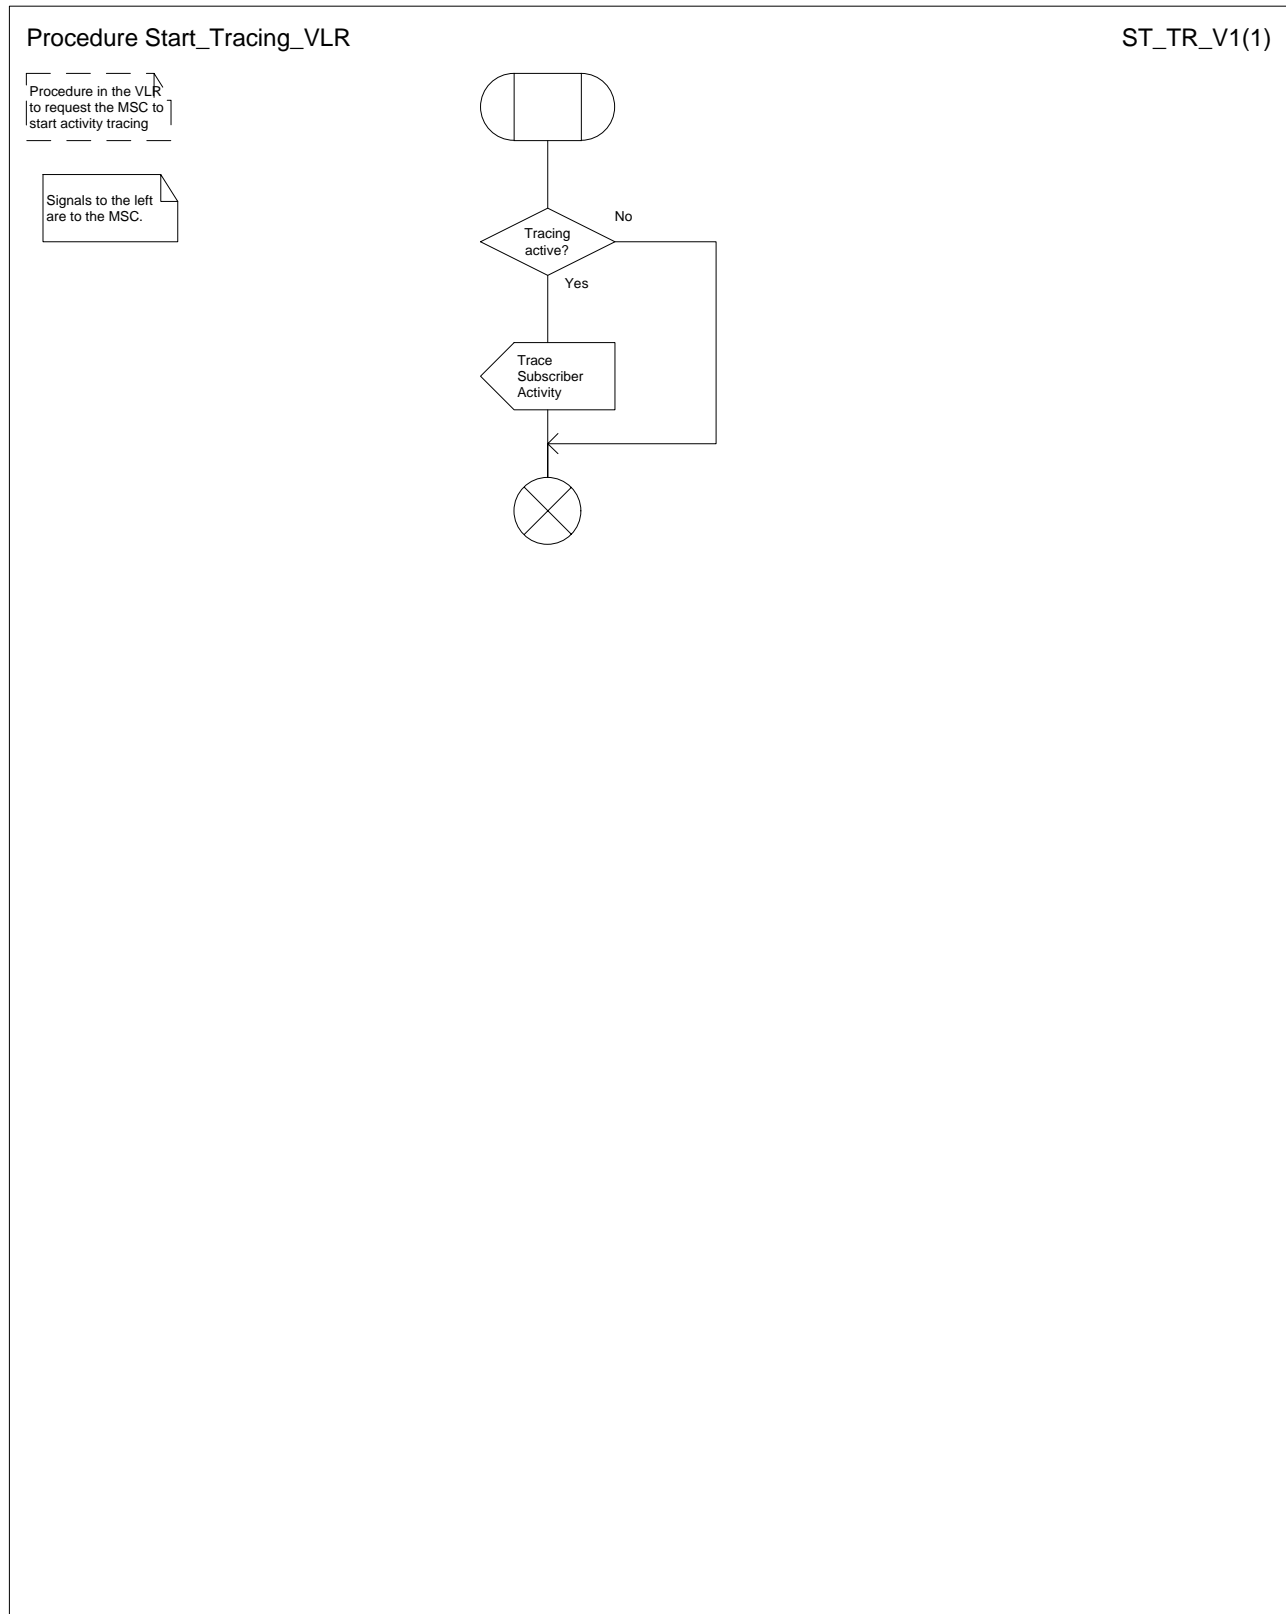 Procedure Start_Tracing_VLR
ST_TR_V1(1)
Procedure in the VLR
to request the MSC to
start activity tracing
Signals to the left
are to the MSC.
No
Tracing
active?
Yes
Trace
Subscriber
Activity